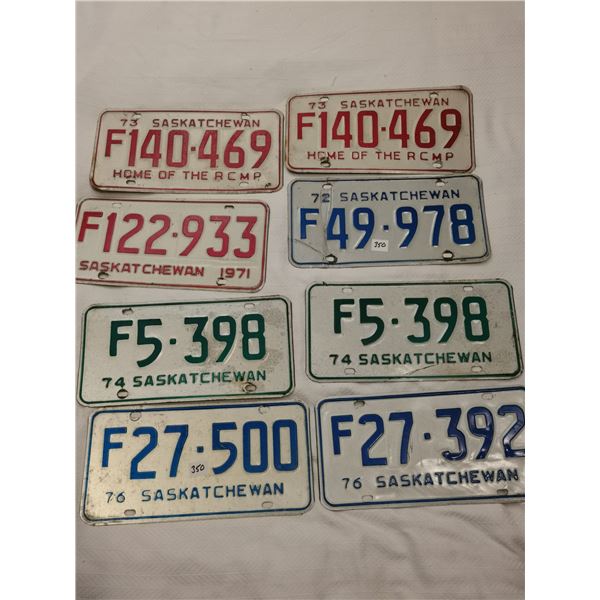 73 SASKATCHEWAN
F140·469
HOME OF THE RCMP
73 SASKATCHEWAN
F140·469
HOME OF THE RCMP
F122·933
SASKATCHEWAN 1971
72 SASKATCHEWAN
F49·978
350
F5·398
74 SASKATCHEWAN
F5·398
74 SASKATCHEWAN
F27·500
350
76 SASKATCHEWAN
F27·392
76 SASKATCHEWAN